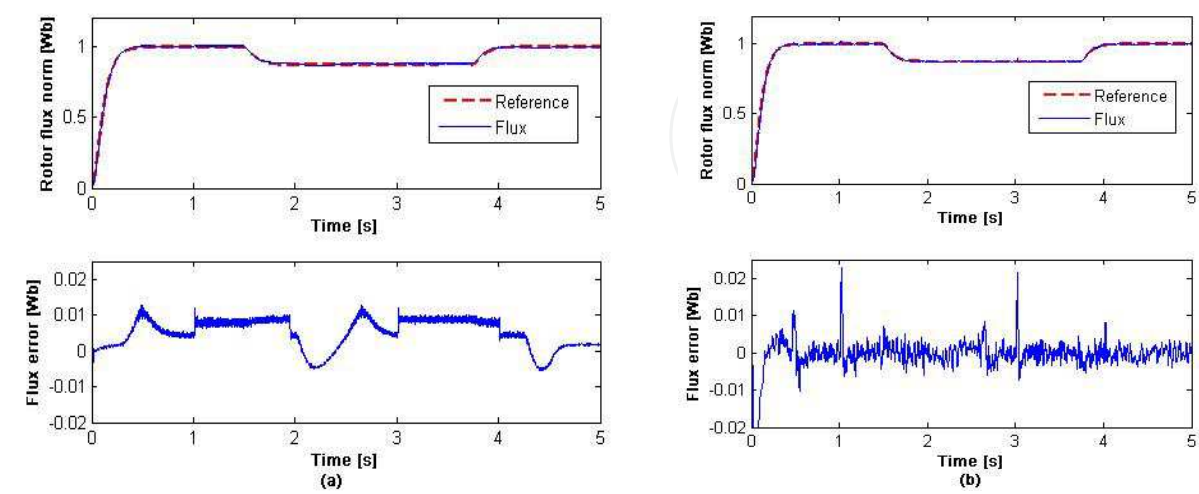 Rotor flux norm [Wb]
1
0.5
0
Reference
Flux
0 1 2 3 4 5
Time [s]
Flux error [Wb]
0.02
0.01
0
-0.01
-0.02
0 1 2 3 4 5
Time [s]
(a)
Rotor flux norm [Wb]
1
0.5
0
Reference
Flux
0 1 2 3 4 5
Time [s]
Flux error [Wb]
0.02
0.01
0
-0.01
-0.02
0 1 2 3 4 5
Time [s]
(b)